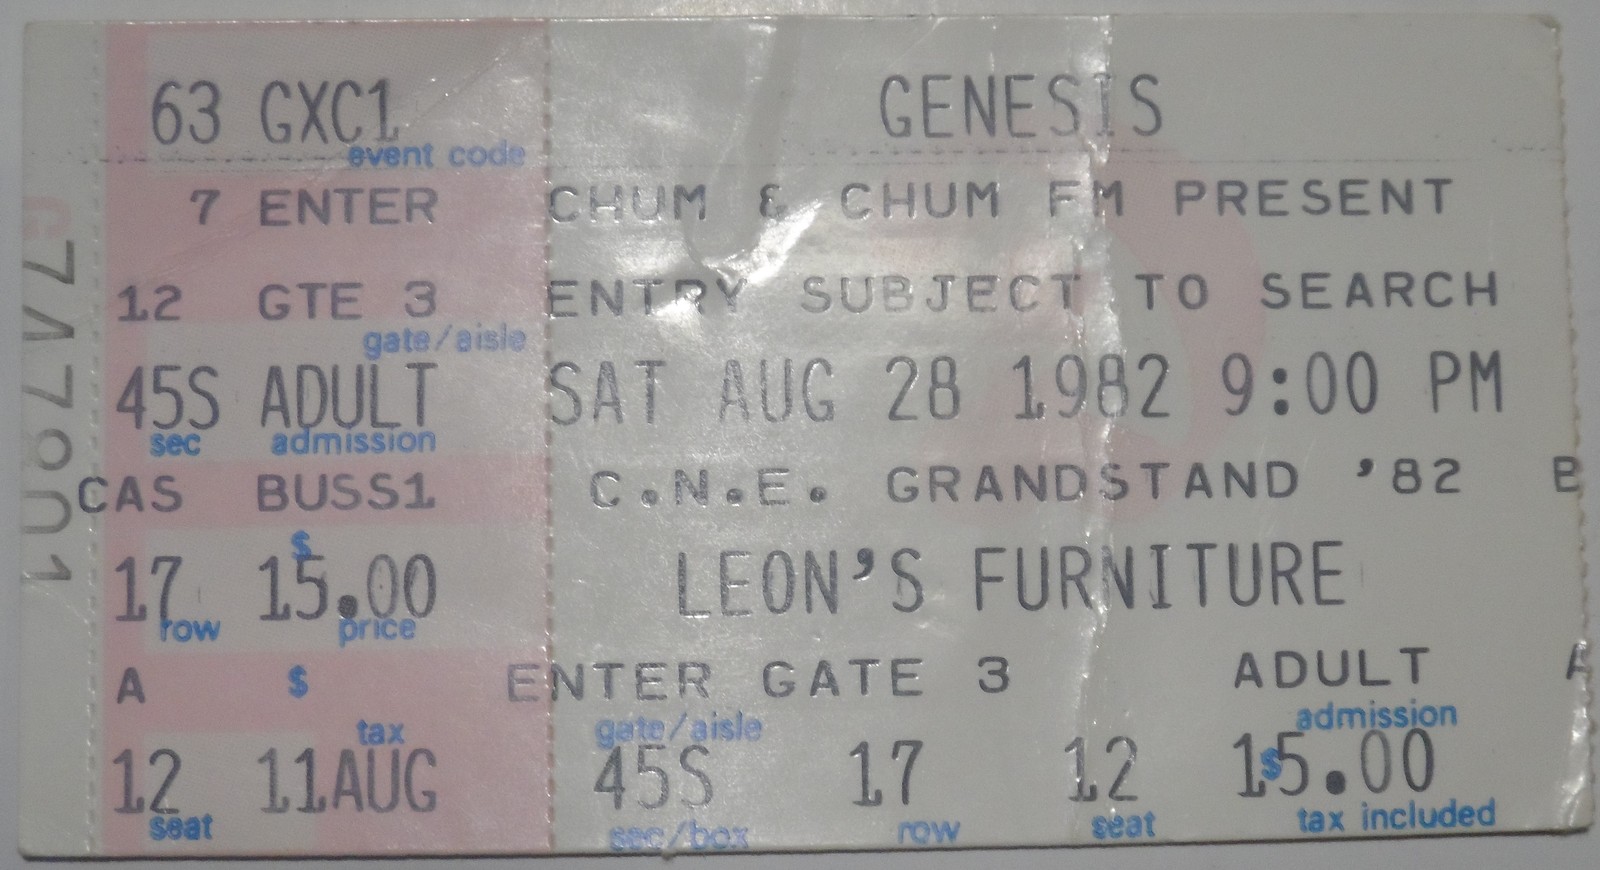 63 GXC1
event code
7 ENTER
12 GTE 3
gate/aisle
45S ADULT
sec admission
CAS BUSS1
$
17 15.00
row price
A $
tax
12 11AUG
seat
GENESIS
CHUM & CHUM FM PRESENT
ENTRY SUBJECT TO SEARCH
SAT AUG 28 1982 9:00 PM
C.N.E. GRANDSTAND '82
LEON'S FURNITURE
ENTER GATE 3 ADULT
gate/aisle admission
45S 17 12 $15.00
sec/box row seat tax included